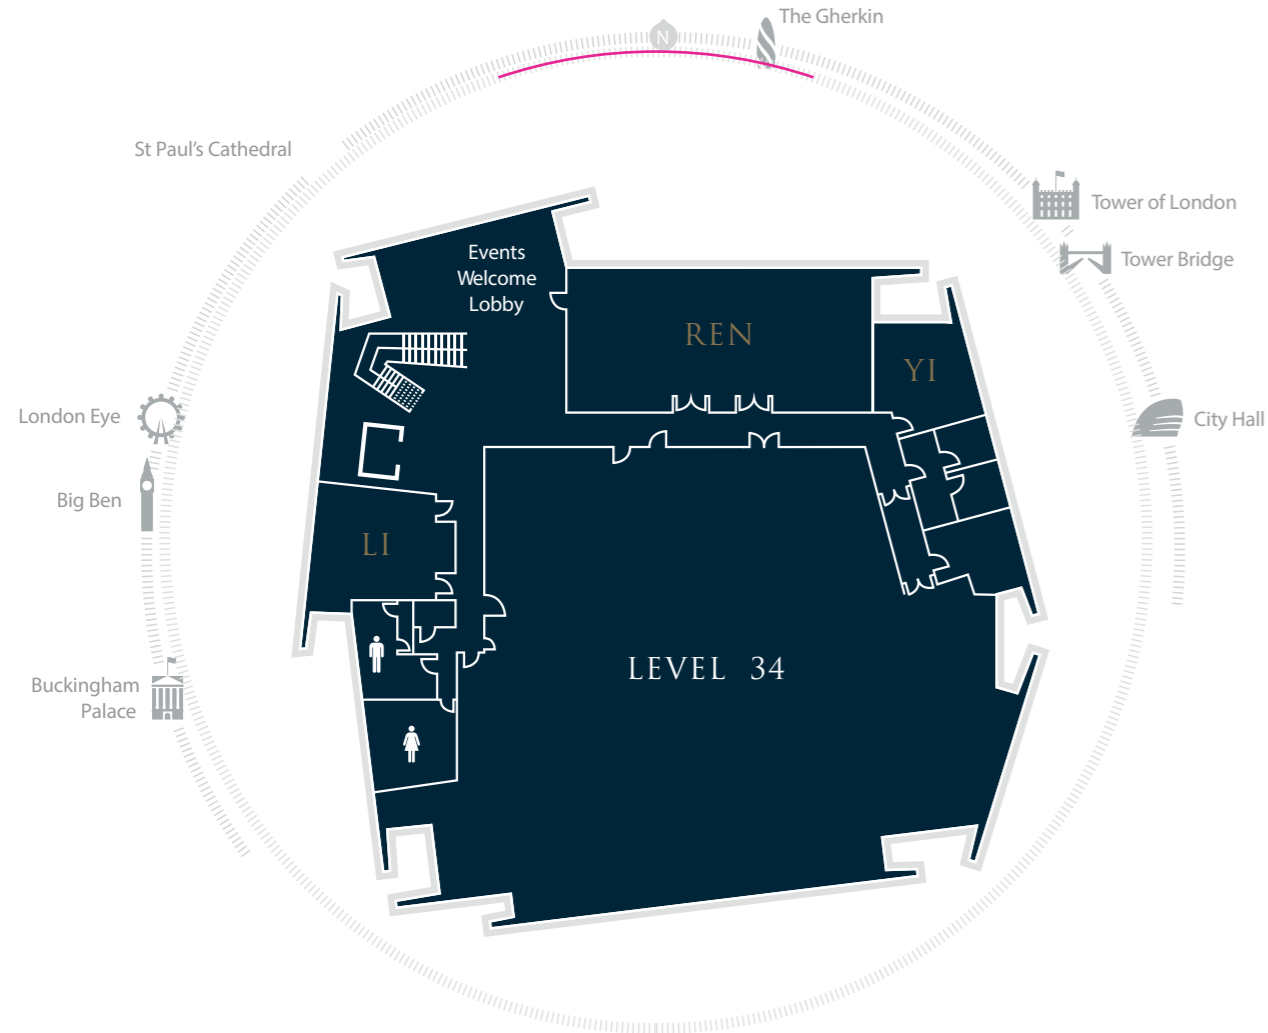 The Gherkin
N
St Paul's Cathedral
Tower of London
Tower Bridge
Events
Welcome
Lobby
REN
YI
London Eye
City Hall
Big Ben
LI
LEVEL 34
Buckingham
Palace